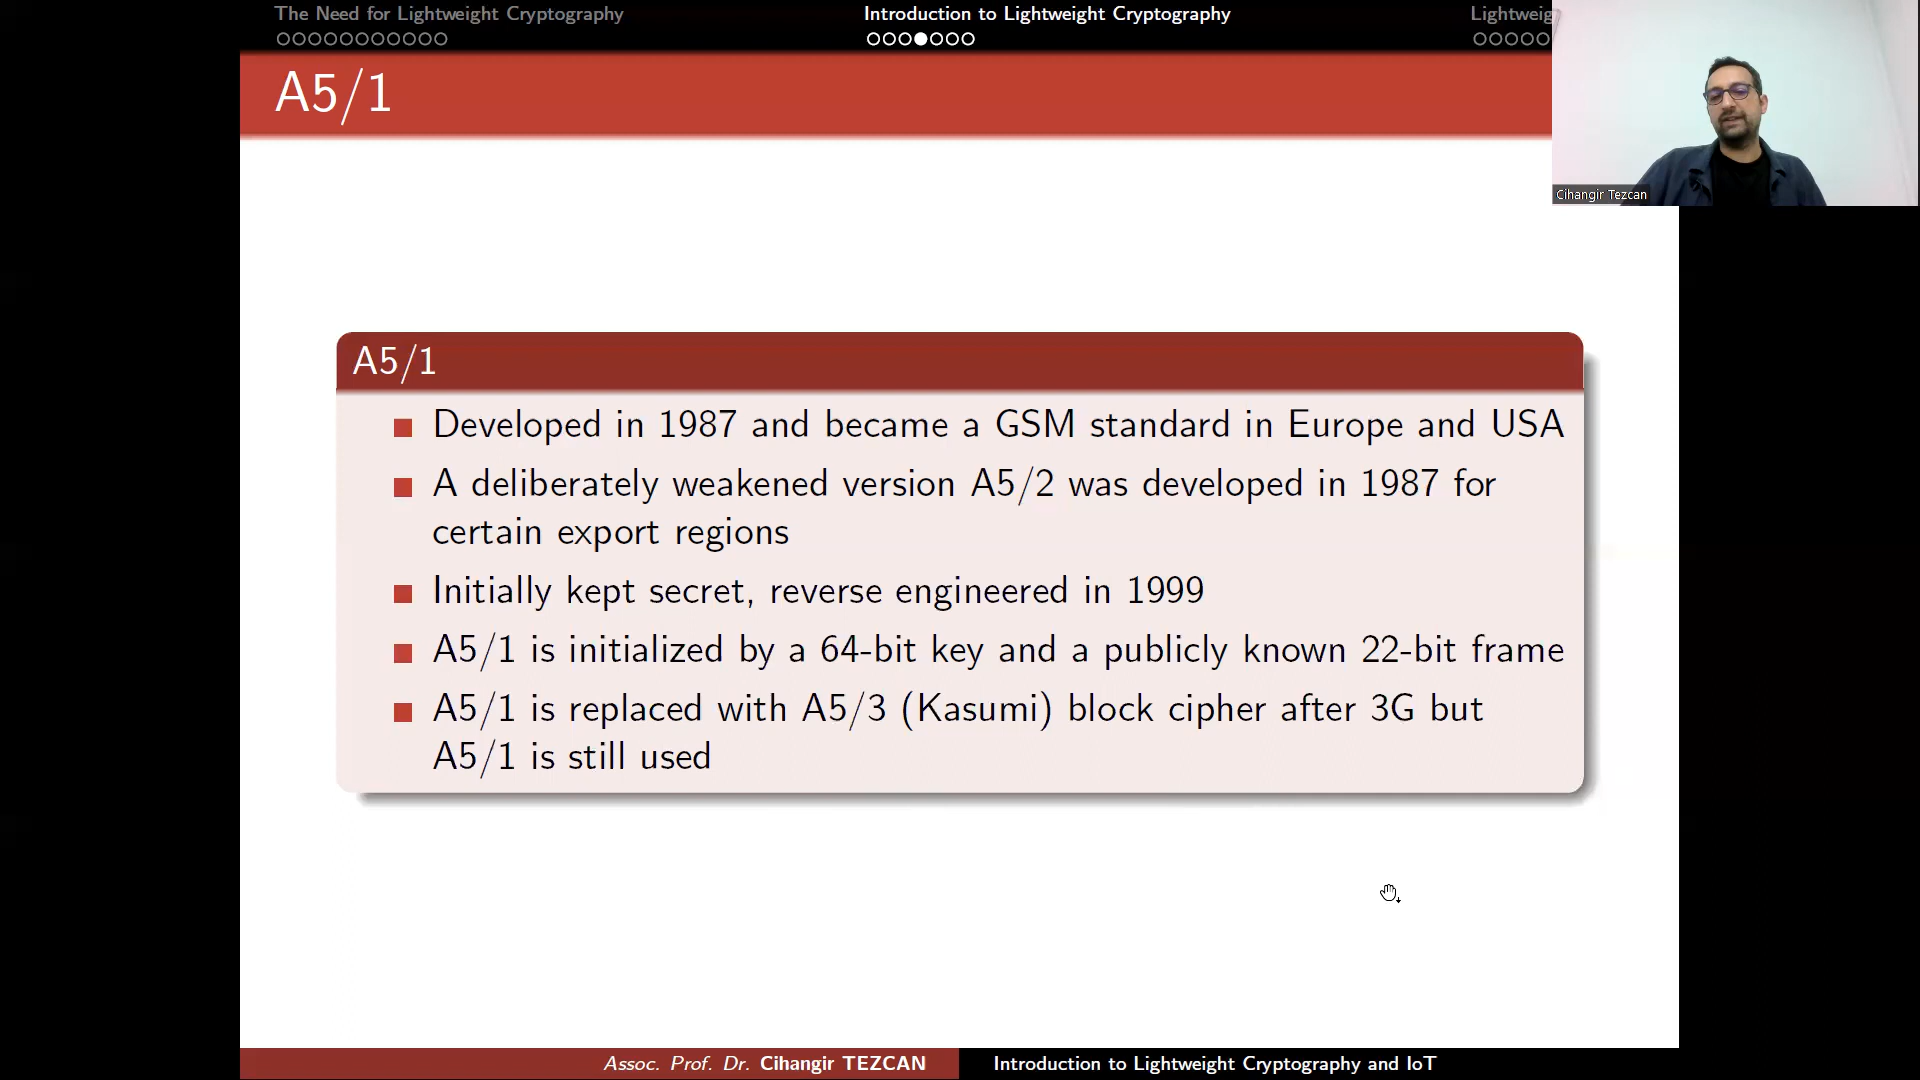 The Need for Lightweight Cryptography
Introduction to Lightweight Cryptography
A5/1
Cihangir Tezcan
A5/1
Developed in 1987 and became a GSM standard in Europe and USA
A deliberately weakened version A5/2 was developed in 1987 for
certain export regions
Initially kept secret, reverse engineered in 1999
A5/1 is initialized by a 64-bit key and a publicly known 22-bit frame
A5/1 is replaced with A5/3 (Kasumi) block cipher after 3G but
A5/1 is still used
Assoc. Prof. Dr. Cihangir TEZCAN
Introduction to Lightweight Cryptography and IoT